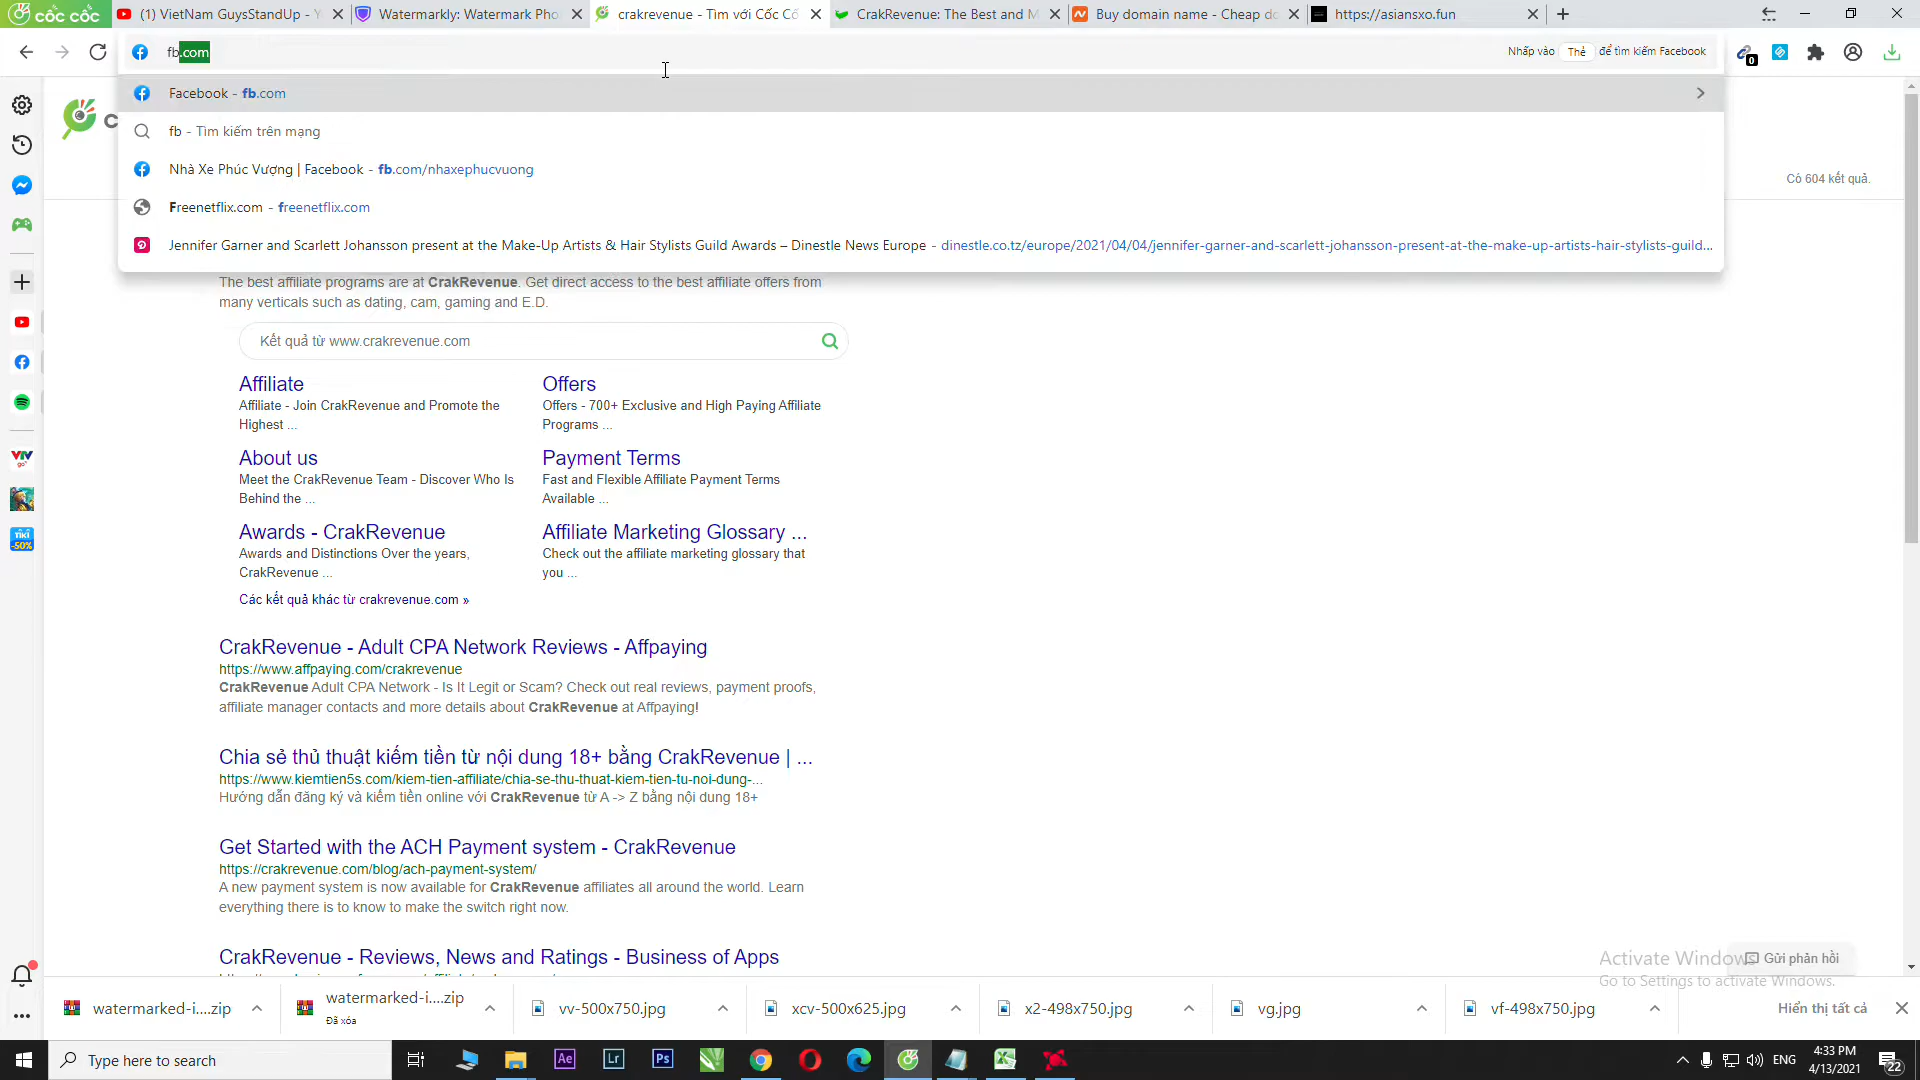 cốc cốc
(1) VietNam GuysStandUp - Y
Watermarkly: Watermark Pho
crakrevenue - Tìm với Cốc Cố
CrakRevenue: The Best and M
Buy domain name - Cheap do
https://asiansxo.fun
fb.com
Nhấp vào Thẻ để tìm kiếm Facebook
0
Facebook - fb.com
fb - Tìm kiếm trên mạng
Nhà Xe Phúc Vượng | Facebook - fb.com/nhaxephucvuong
Freenetflix.com - freenetflix.com
Jennifer Garner and Scarlett Johansson present at the Make-Up Artists & Hair Stylists Guild Awards – Dinestle News Europe - dinestle.co.tz/europe/2021/04/04/jennifer-garner-and-scarlett-johansson-present-at-the-make-up-artists-hair-stylists-guild...
Có 604 kết quả.
The best affiliate programs are at CrakRevenue. Get direct access to the best affiliate offers from
many verticals such as dating, cam, gaming and E.D.
Kết quả từ www.crakrevenue.com
Affiliate
Affiliate - Join CrakRevenue and Promote the
Highest ...
Offers
Offers - 700+ Exclusive and High Paying Affiliate
Programs ...
About us
Meet the CrakRevenue Team - Discover Who Is
Behind the ...
Payment Terms
Fast and Flexible Affiliate Payment Terms
Available ...
Awards - CrakRevenue
Awards and Distinctions Over the years,
CrakRevenue ...
Affiliate Marketing Glossary ...
Check out the affiliate marketing glossary that
you ...
Các kết quả khác từ crakrevenue.com »
CrakRevenue - Adult CPA Network Reviews - Affpaying
https://www.affpaying.com/crakrevenue
CrakRevenue Adult CPA Network - Is It Legit or Scam? Check out real reviews, payment proofs,
affiliate manager contacts and more details about CrakRevenue at Affpaying!
Chia sẻ thủ thuật kiếm tiền từ nội dung 18+ bằng CrakRevenue | ...
https://www.kiemtien5s.com/kiem-tien-affiliate/chia-se-thu-thuat-kiem-tien-tu-noi-dung-...
Hướng dẫn đăng ký và kiếm tiền online với CrakRevenue từ A -> Z bằng nội dung 18+
Get Started with the ACH Payment system - CrakRevenue
https://crakrevenue.com/blog/ach-payment-system/
A new payment system is now available for CrakRevenue affiliates all around the world. Learn
everything there is to know to make the switch right now.
CrakRevenue - Reviews, News and Ratings - Business of Apps
VTV
go
TIKI
-50%
Activate Windows
Gửi phản hồi
Go to Settings to activate Windows.
watermarked-i....zip
watermarked-i....zip
Đã xóa
vv-500x750.jpg
xcv-500x625.jpg
x2-498x750.jpg
vg.jpg
vf-498x750.jpg
Hiển thị tất cả
Type here to search
Ae
Lr
Ps
ENG
4:33 PM
4/13/2021
22